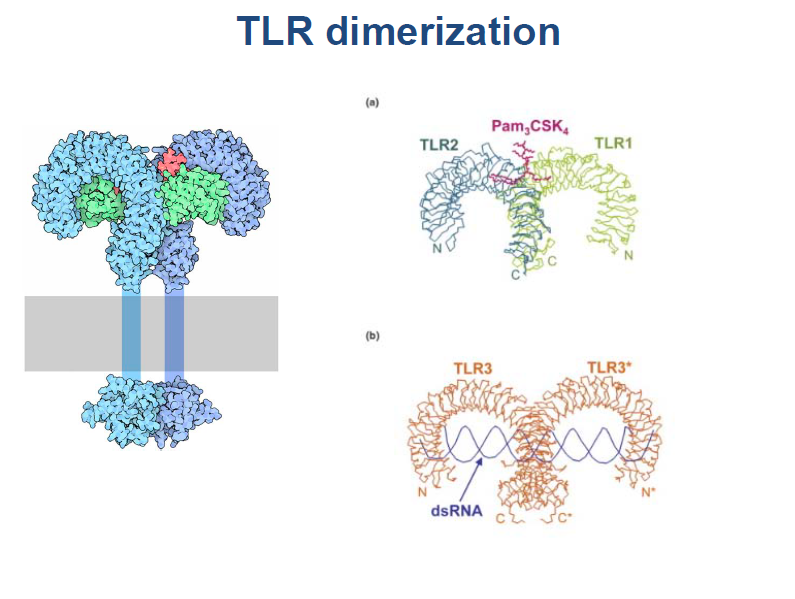 TLR dimerization
(a)
Pam₃CSK₄
TLR2
TLR1
N
C
C
N
(b)
TLR3
TLR3*
N
N*
dsRNA
C
C*